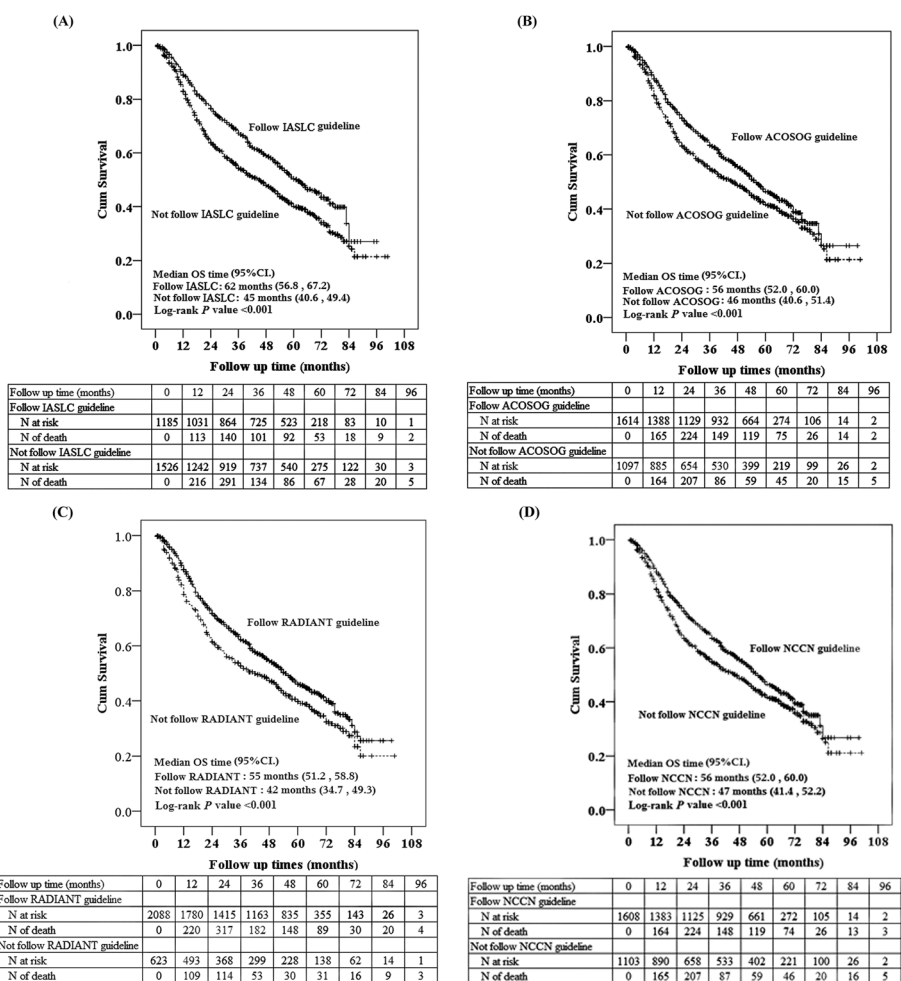 (A)
Cum Survival
1.0
0.8
0.6
0.4
0.2
0.0
Follow IASLC guideline
Not follow IASLC guideline
Median OS time (95%CI.)
Follow IASLC: 62 months (56.8 , 67.2)
Not follow IASLC: 45 months (40.6 , 49.4)
Log-rank P value <0.001
0 12 24 36 48 60 72 84 96 108
Follow up time (months)
Follow up time (months) 0 12 24 36 48 60 72 84 96
Follow IASLC guideline
N at risk 1185 1031 864 725 523 218 83 10 1
N of death 0 113 140 101 92 53 18 9 2
Not follow IASLC guideline
N at risk 1526 1242 919 737 540 275 122 30 3
N of death 0 216 291 134 86 67 28 20 5
(B)
Cum Survival
1.0
0.8
0.6
0.4
0.2
0.0
Follow ACOSOG guideline
Not follow ACOSOG guideline
Median OS time (95%CI.)
Follow ACOSOG : 56 months (52.0 , 60.0)
Not follow ACOSOG : 46 months (40.6 , 51.4)
Log-rank P value <0.001
0 12 24 36 48 60 72 84 96 108
Follow up times (months)
Follow up time (months) 0 12 24 36 48 60 72 84 96
Follow ACOSOG guideline
N at risk 1614 1388 1129 932 664 274 106 14 2
N of death 0 165 224 149 119 75 26 14 2
Not follow ACOSOG guideline
N at risk 1097 885 654 530 399 219 99 26 2
N of death 0 164 207 86 59 45 20 15 5
(C)
Cum Survival
1.0
0.8
0.6
0.4
0.2
0.0
Follow RADIANT guideline
Not follow RADIANT guideline
Median OS time (95%CI.)
Follow RADIANT : 55 months (51.2 , 58.8)
Not follow RADIANT : 42 months (34.7 , 49.3)
Log-rank P value <0.001
0 12 24 36 48 60 72 84 96 108
Follow up times (months)
Follow up time (months) 0 12 24 36 48 60 72 84 96
Follow RADIANT guideline
N at risk 2088 1780 1415 1163 835 355 143 26 3
N of death 0 220 317 182 148 89 30 20 4
Not follow RADIANT guideline
N at risk 623 493 368 299 228 138 62 14 1
N of death 0 109 114 53 30 31 16 9 3
(D)
Cum Survival
1.0
0.8
0.6
0.4
0.2
0.0
Follow NCCN guideline
Not follow NCCN guideline
Median OS time (95%CI.)
Follow NCCN : 56 months (52.0 , 60.0)
Not follow NCCN : 47 months (41.4 , 52.2)
Log-rank P value <0.001
0 12 24 36 48 60 72 84 96 108
Follow up time (months)
Follow up time (months) 0 12 24 36 48 60 72 84 96
Follow NCCN guideline
N at risk 1608 1383 1125 929 661 272 105 14 2
N of death 0 164 224 148 119 74 26 13 3
Not follow NCCN guideline
N at risk 1103 890 658 533 402 221 100 26 2
N of death 0 165 207 87 59 46 20 16 5